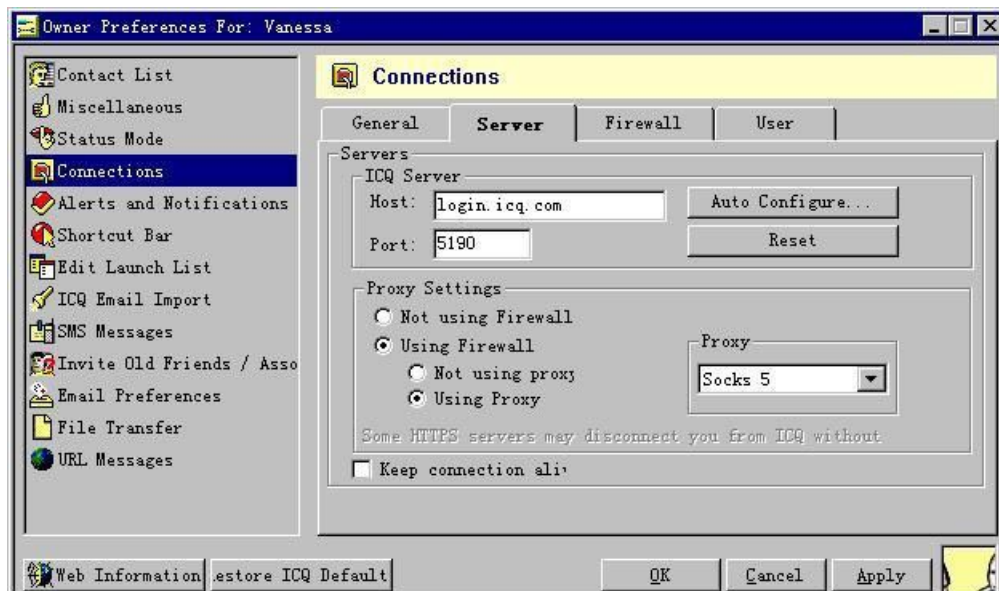 Owner Preferences For: Vanessa
Contact List
Miscellaneous
Status Mode
Connections
Alerts and Notifications
Shortcut Bar
Edit Launch List
ICQ Email Import
SMS Messages
Invite Old Friends / Asso
Email Preferences
File Transfer
URL Messages
Connections
General Server Firewall User
Servers
ICQ Server
Host: login.icq.com Auto Configure...
Port: 5190 Reset
Proxy Settings
Not using Firewall
Using Firewall
Not using proxy
Using Proxy
Proxy
Socks 5
Some HTTPS servers may disconnect you from ICQ without
Keep connection ali
Web Information .estore ICQ Default OK Cancel Apply